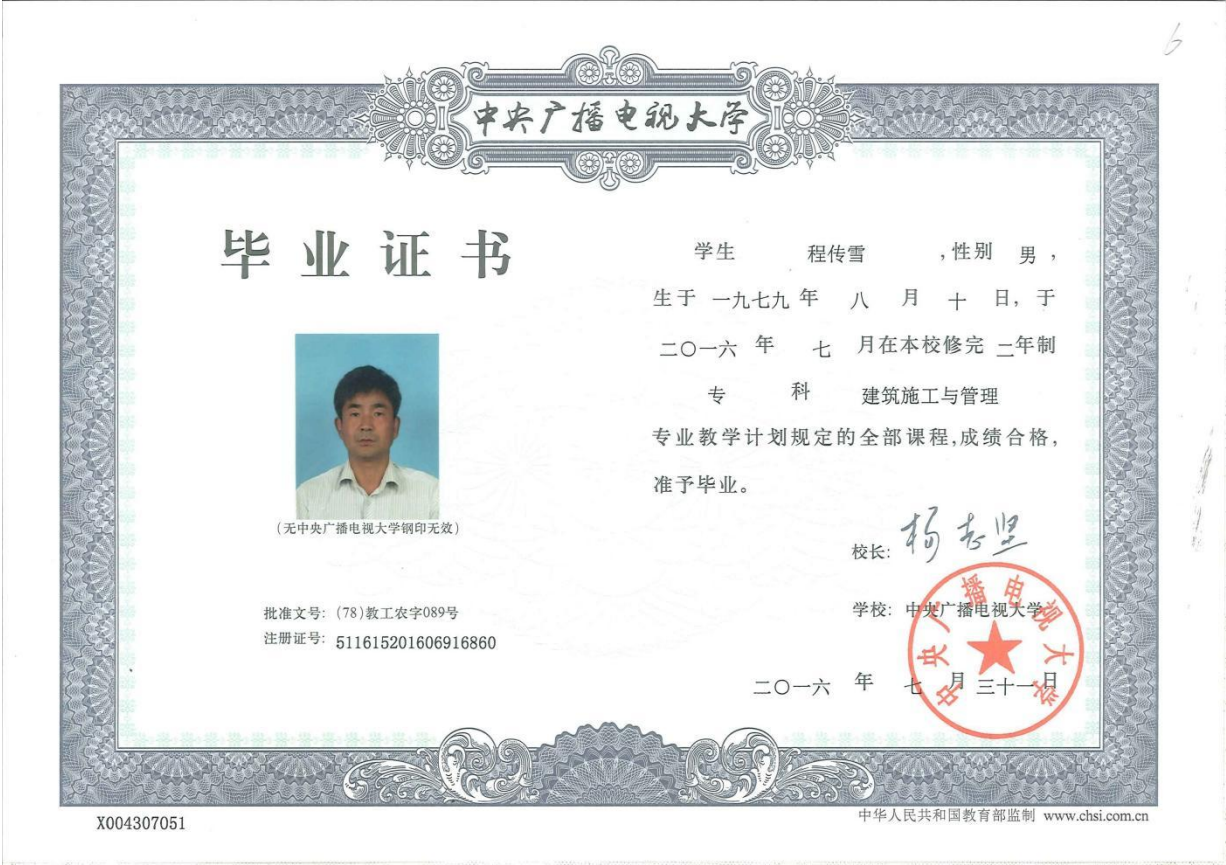 6
中央广播电视大学
毕业证书
学生 程传雪 ,性别 男,
生于 一九七九 年 八 月 十 日, 于
二〇一六 年 七 月在本校修完 二年制
专 科 建筑施工与管理
专业教学计划规定的全部课程,成绩合格,
准予毕业。
(无中央广播电视大学钢印无效)
校长: 杨志坚
批准文号: (78)教工农字089号
注册证号: 511615201606916860
学校: 中央广播电视大学
中央广播电视大学
二〇一六 年 七 月 三十一日
X004307051
中华人民共和国教育部监制 www.chsi.com.cn